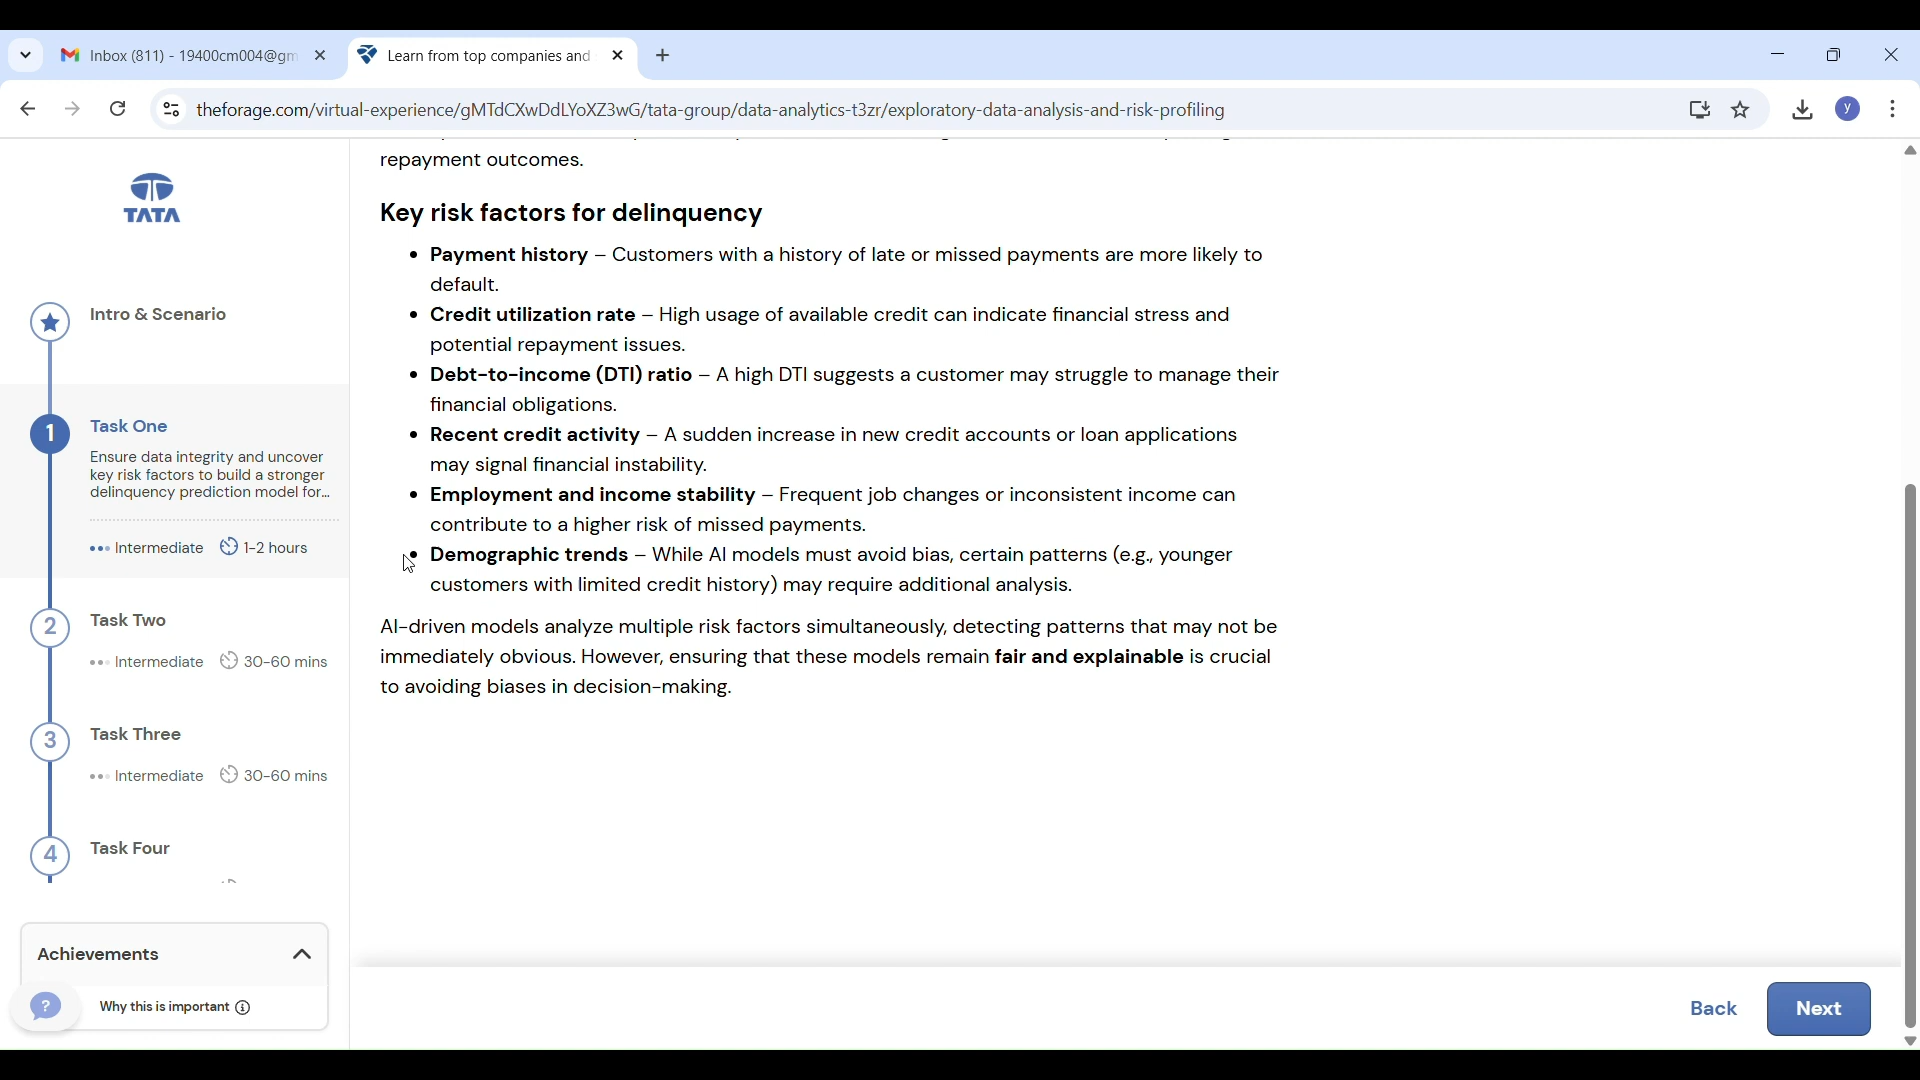 Inbox (811) - 19400cm004@gm
Learn from top companies and
theforage.com/virtual-experience/gMTdCXwDdLYoXZ3wG/tata-group/data-analytics-t3zr/exploratory-data-analysis-and-risk-profiling
y
TATA
Intro & Scenario
1
Task One
Ensure data integrity and uncover
key risk factors to build a stronger
delinquency prediction model for...
Intermediate 1-2 hours
2
Task Two
Intermediate 30-60 mins
3
Task Three
Intermediate 30-60 mins
4
Task Four
Achievements
?
Why this is important
repayment outcomes.
Key risk factors for delinquency
• Payment history – Customers with a history of late or missed payments are more likely to
default.
• Credit utilization rate – High usage of available credit can indicate financial stress and
potential repayment issues.
• Debt-to-income (DTI) ratio – A high DTI suggests a customer may struggle to manage their
financial obligations.
• Recent credit activity – A sudden increase in new credit accounts or loan applications
may signal financial instability.
• Employment and income stability – Frequent job changes or inconsistent income can
contribute to a higher risk of missed payments.
• Demographic trends – While AI models must avoid bias, certain patterns (e.g., younger
customers with limited credit history) may require additional analysis.
AI-driven models analyze multiple risk factors simultaneously, detecting patterns that may not be
immediately obvious. However, ensuring that these models remain fair and explainable is crucial
to avoiding biases in decision-making.
Back
Next